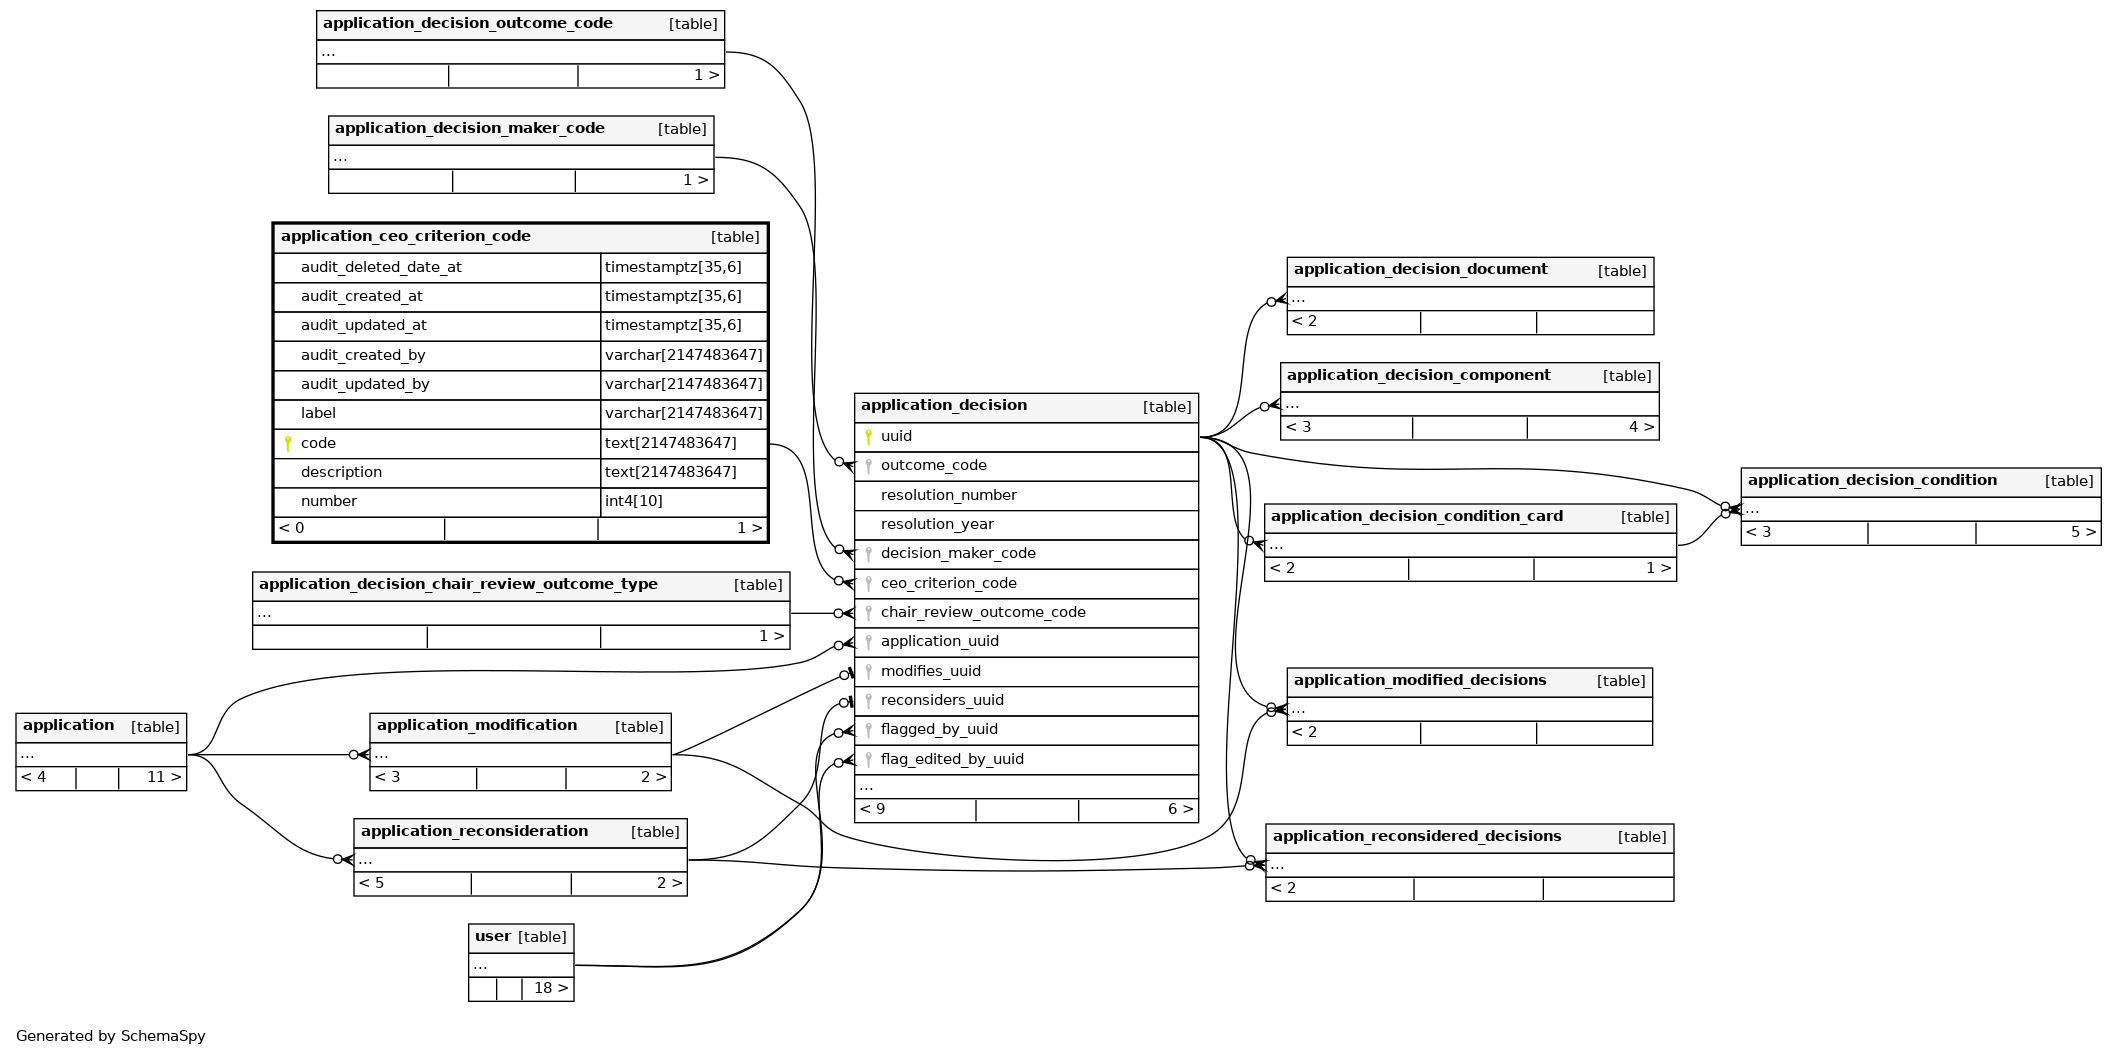 application_decision_outcome_code [table]
...
1 >
application_decision_maker_code [table]
...
1 >
application_ceo_criterion_code [table]
audit_deleted_date_at timestamptz[35,6]
audit_created_at timestamptz[35,6]
audit_updated_at timestamptz[35,6]
audit_created_by varchar[2147483647]
audit_updated_by varchar[2147483647]
label varchar[2147483647]
code text[2147483647]
description text[2147483647]
number int4[10]
< 0 1 >
application_decision_chair_review_outcome_type [table]
...
1 >
application [table]
...
< 4 11 >
application_modification [table]
...
< 3 2 >
application_reconsideration [table]
...
< 5 2 >
user [table]
...
18 >
application_decision [table]
uuid
outcome_code
resolution_number
resolution_year
decision_maker_code
ceo_criterion_code
chair_review_outcome_code
application_uuid
modifies_uuid
reconsiders_uuid
flagged_by_uuid
flag_edited_by_uuid
...
< 9 6 >
application_decision_document [table]
...
< 2
application_decision_component [table]
...
< 3 4 >
application_decision_condition_card [table]
...
< 2 1 >
application_decision_condition [table]
...
< 3 5 >
application_modified_decisions [table]
...
< 2
application_reconsidered_decisions [table]
...
< 2
Generated by SchemaSpy